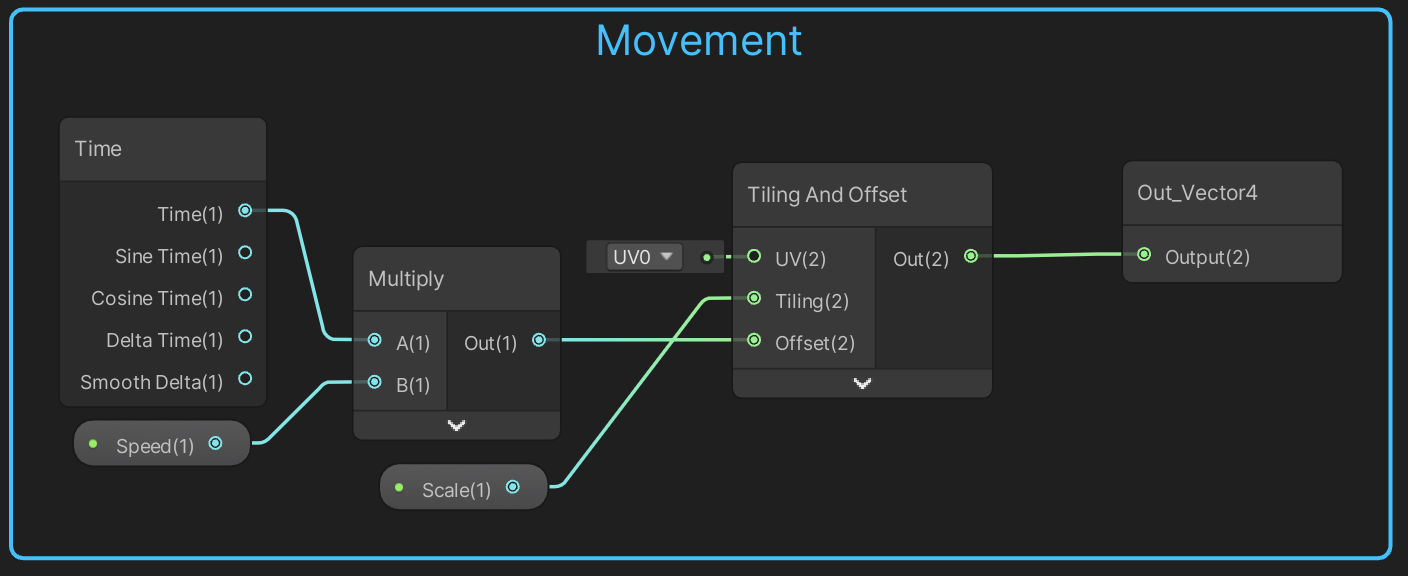 Movement
Time
Time(1)
Sine Time(1)
Cosine Time(1)
Delta Time(1)
Smooth Delta(1)
Speed(1)
Multiply
A(1)
B(1)
Out(1)
Scale(1)
UV0
Tiling And Offset
UV(2)
Tiling(2)
Offset(2)
Out(2)
Out_Vector4
Output(2)